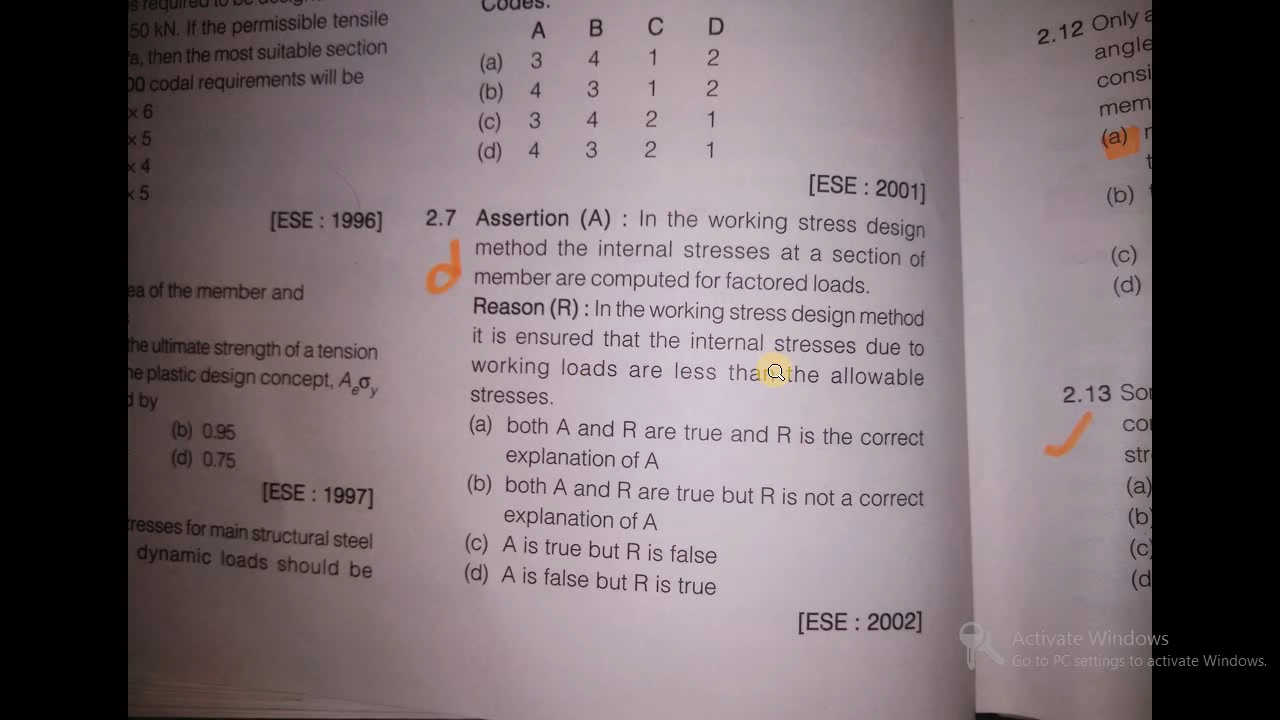 s required to be desig
50 kN. If the permissible tensile
a, then the most suitable section
00 codal requirements will be
x 6
x 5
x 4
x 5
[ESE : 1996]
ea of the member and
the ultimate strength of a tension
e plastic design concept, Aeσy
d by
(b) 0.95
(d) 0.75
[ESE : 1997]
tresses for main structural steel
dynamic loads should be
Codes:
A B C D
(a) 3 4 1 2
(b) 4 3 1 2
(c) 3 4 2 1
(d) 4 3 2 1
[ESE : 2001]
2.7 Assertion (A) : In the working stress design
method the internal stresses at a section of
member are computed for factored loads.
d
Reason (R) : In the working stress design method
it is ensured that the internal stresses due to
working loads are less than the allowable
stresses.
(a) both A and R are true and R is the correct
explanation of A
(b) both A and R are true but R is not a correct
explanation of A
(c) A is true but R is false
(d) A is false but R is true
[ESE : 2002]
2.12 Only a
angle
consi
mem
(a)
(b)
(c)
(d)
2.13 So
co
str
(a)
(b)
(c)
(d
Activate Windows
Go to PC settings to activate Windows.